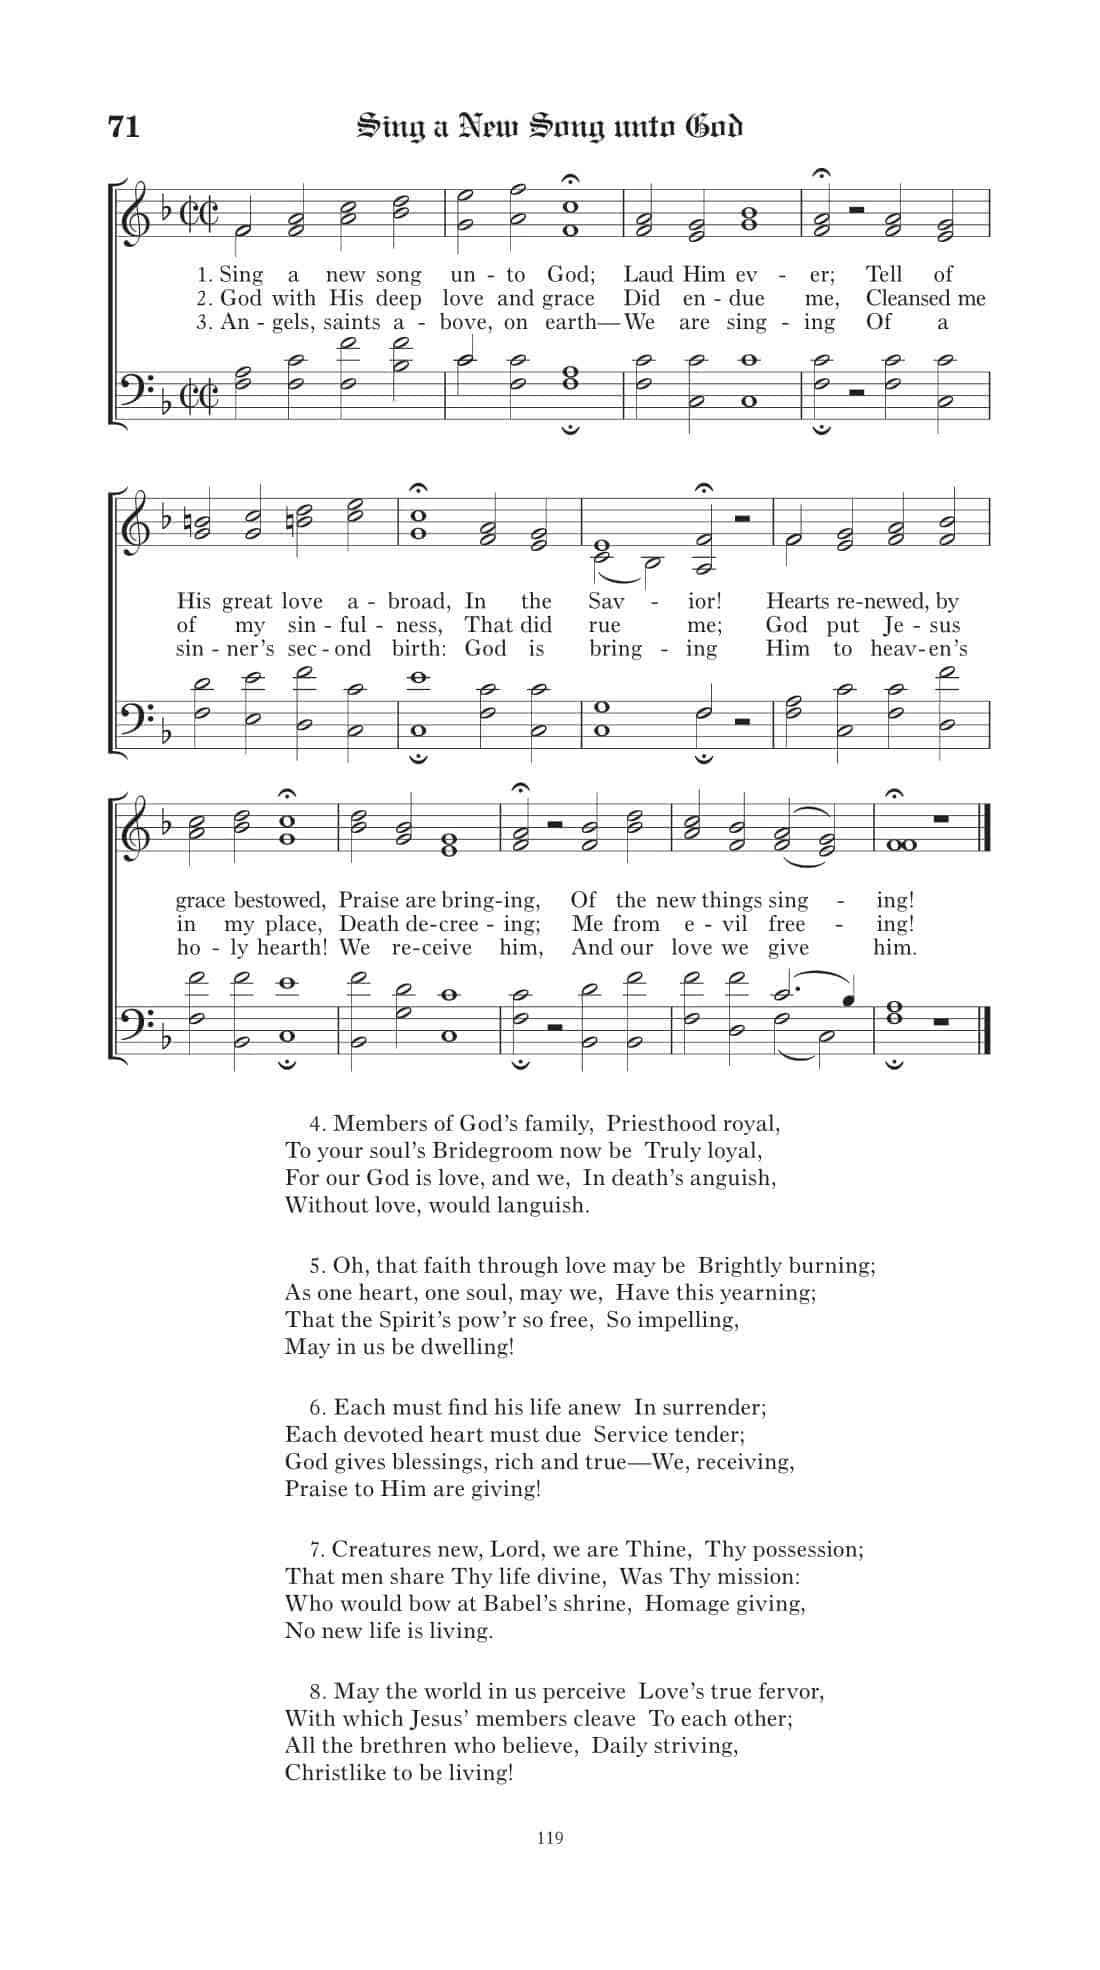 71 Sing a New Song unto God
1. Sing a new song un - to God; Laud Him ev - er; Tell of
2. God with His deep love and grace Did en - due me, Cleansed me
3. An - gels, saints a - bove, on earth—We are sing - ing Of a
His great love a - broad, In the Sav - ior! Hearts re-newed, by
of my sin - ful - ness, That did rue me; God put Je - sus
sin - ner's sec - ond birth: God is bring - ing Him to heav-en's
grace bestowed, Praise are bring-ing, Of the new things sing - ing!
in my place, Death de-cree - ing; Me from e - vil free - ing!
ho - ly hearth! We re-ceive him, And our love we give him.
4. Members of God's family, Priesthood royal,
To your soul's Bridegroom now be Truly loyal,
For our God is love, and we, In death's anguish,
Without love, would languish.
5. Oh, that faith through love may be Brightly burning;
As one heart, one soul, may we, Have this yearning;
That the Spirit's pow'r so free, So impelling,
May in us be dwelling!
6. Each must find his life anew In surrender;
Each devoted heart must due Service tender;
God gives blessings, rich and true—We, receiving,
Praise to Him are giving!
7. Creatures new, Lord, we are Thine, Thy possession;
That men share Thy life divine, Was Thy mission:
Who would bow at Babel's shrine, Homage giving,
No new life is living.
8. May the world in us perceive Love's true fervor,
With which Jesus' members cleave To each other;
All the brethren who believe, Daily striving,
Christlike to be living!
119